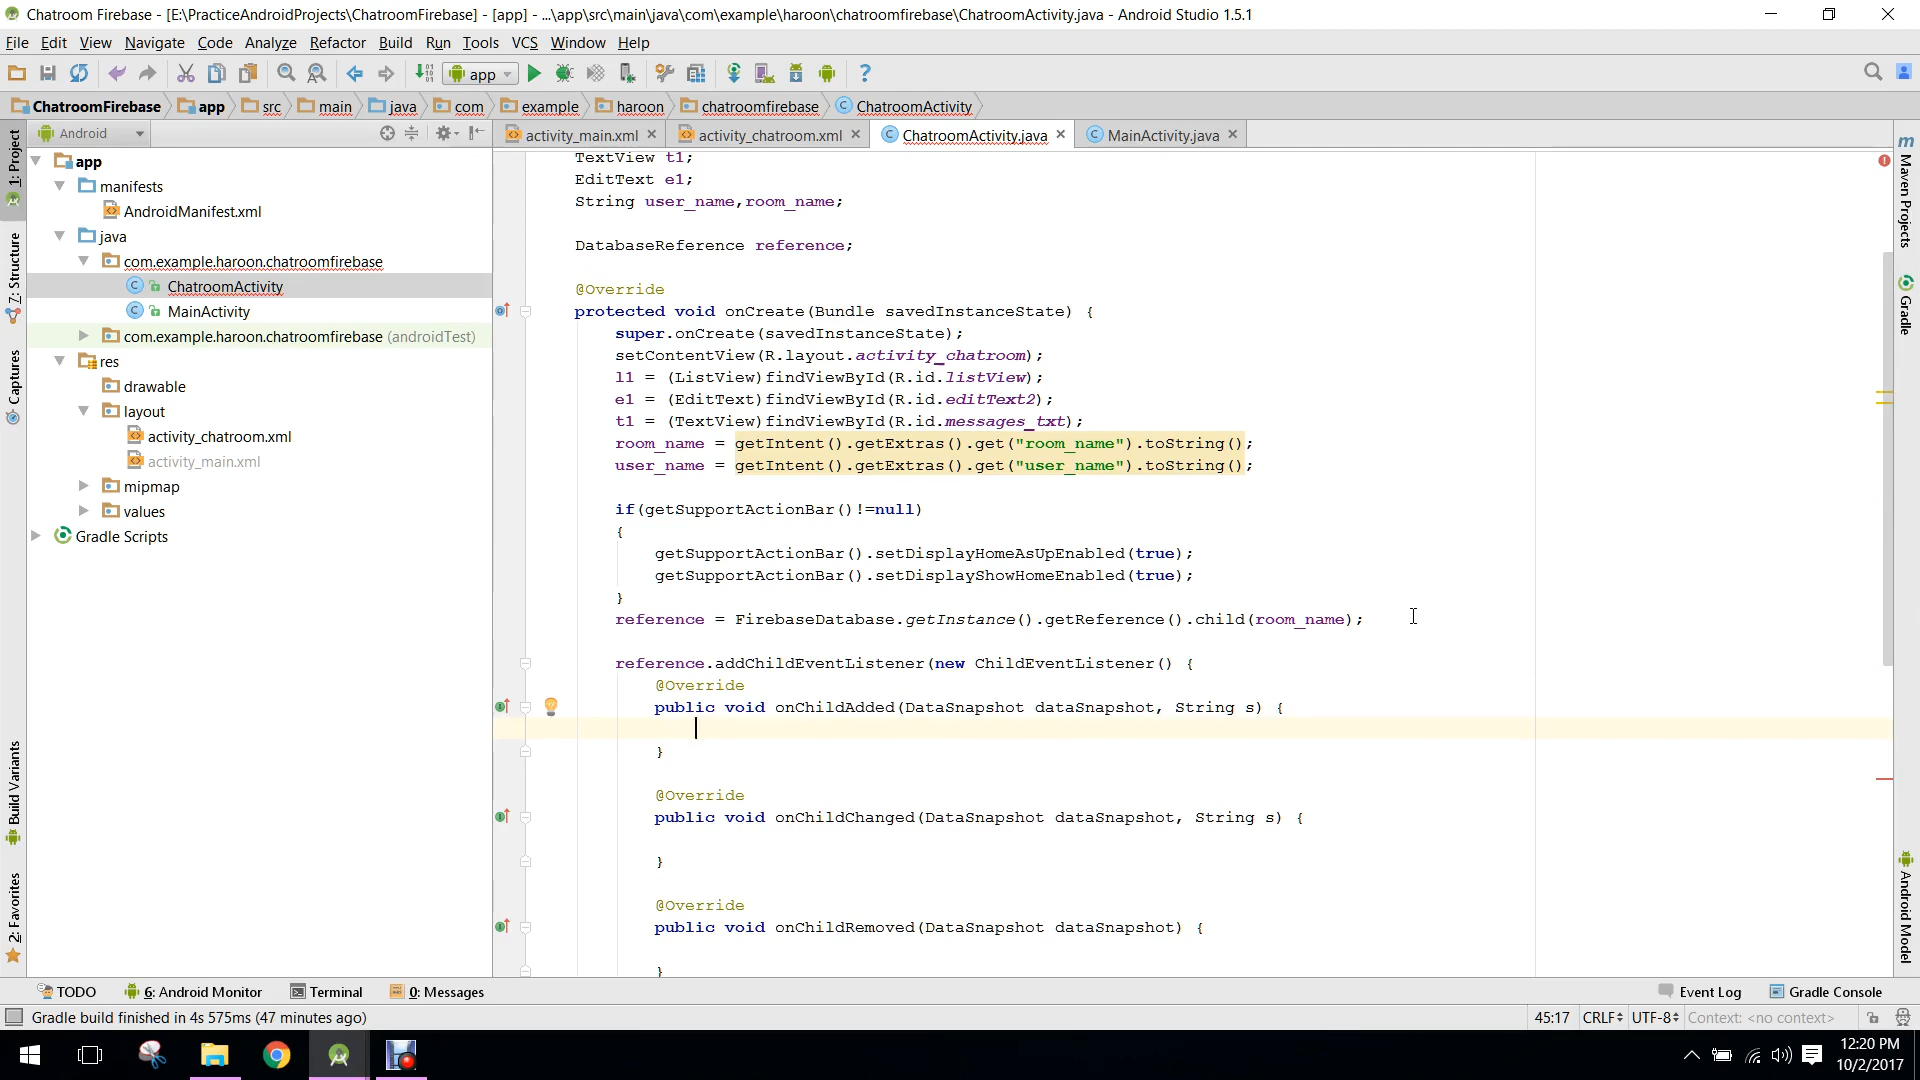 Chatroom Firebase - [E:\PracticeAndroidProjects\ChatroomFirebase] - [app] - ...\app\src\main\java\com\example\haroon\chatroomfirebase\ChatroomActivity.java - Android Studio 1.5.1
File Edit View Navigate Code Analyze Refactor Build Run Tools VCS Window Help
app
ChatroomFirebase app src main java com example haroon chatroomfirebase ChatroomActivity
Android
activity_main.xml activity_chatroom.xml ChatroomActivity.java MainActivity.java
1: Project
7: Structure
Captures
Build Variants
2: Favorites
app
manifests
AndroidManifest.xml
java
com.example.haroon.chatroomfirebase
ChatroomActivity
MainActivity
com.example.haroon.chatroomfirebase (androidTest)
res
drawable
layout
activity_chatroom.xml
activity_main.xml
mipmap
values
Gradle Scripts
TextView t1;
EditText e1;
String user_name,room_name;
DatabaseReference reference;
@Override
protected void onCreate(Bundle savedInstanceState) {
super.onCreate(savedInstanceState);
setContentView(R.layout.activity_chatroom);
l1 = (ListView)findViewById(R.id.listView);
e1 = (EditText)findViewById(R.id.editText2);
t1 = (TextView)findViewById(R.id.messages_txt);
room_name = getIntent().getExtras().get("room_name").toString();
user_name = getIntent().getExtras().get("user_name").toString();
if(getSupportActionBar()!=null)
{
getSupportActionBar().setDisplayHomeAsUpEnabled(true);
getSupportActionBar().setDisplayShowHomeEnabled(true);
}
reference = FirebaseDatabase.getInstance().getReference().child(room_name);
reference.addChildEventListener(new ChildEventListener() {
@Override
public void onChildAdded(DataSnapshot dataSnapshot, String s) {
}
@Override
public void onChildChanged(DataSnapshot dataSnapshot, String s) {
}
@Override
public void onChildRemoved(DataSnapshot dataSnapshot) {
}
Maven Projects
Gradle
Android Model
TODO 6: Android Monitor Terminal 0: Messages Event Log Gradle Console
Gradle build finished in 4s 575ms (47 minutes ago) 45:17 CRLF UTF-8 Context: <no context>
12:20 PM
10/2/2017